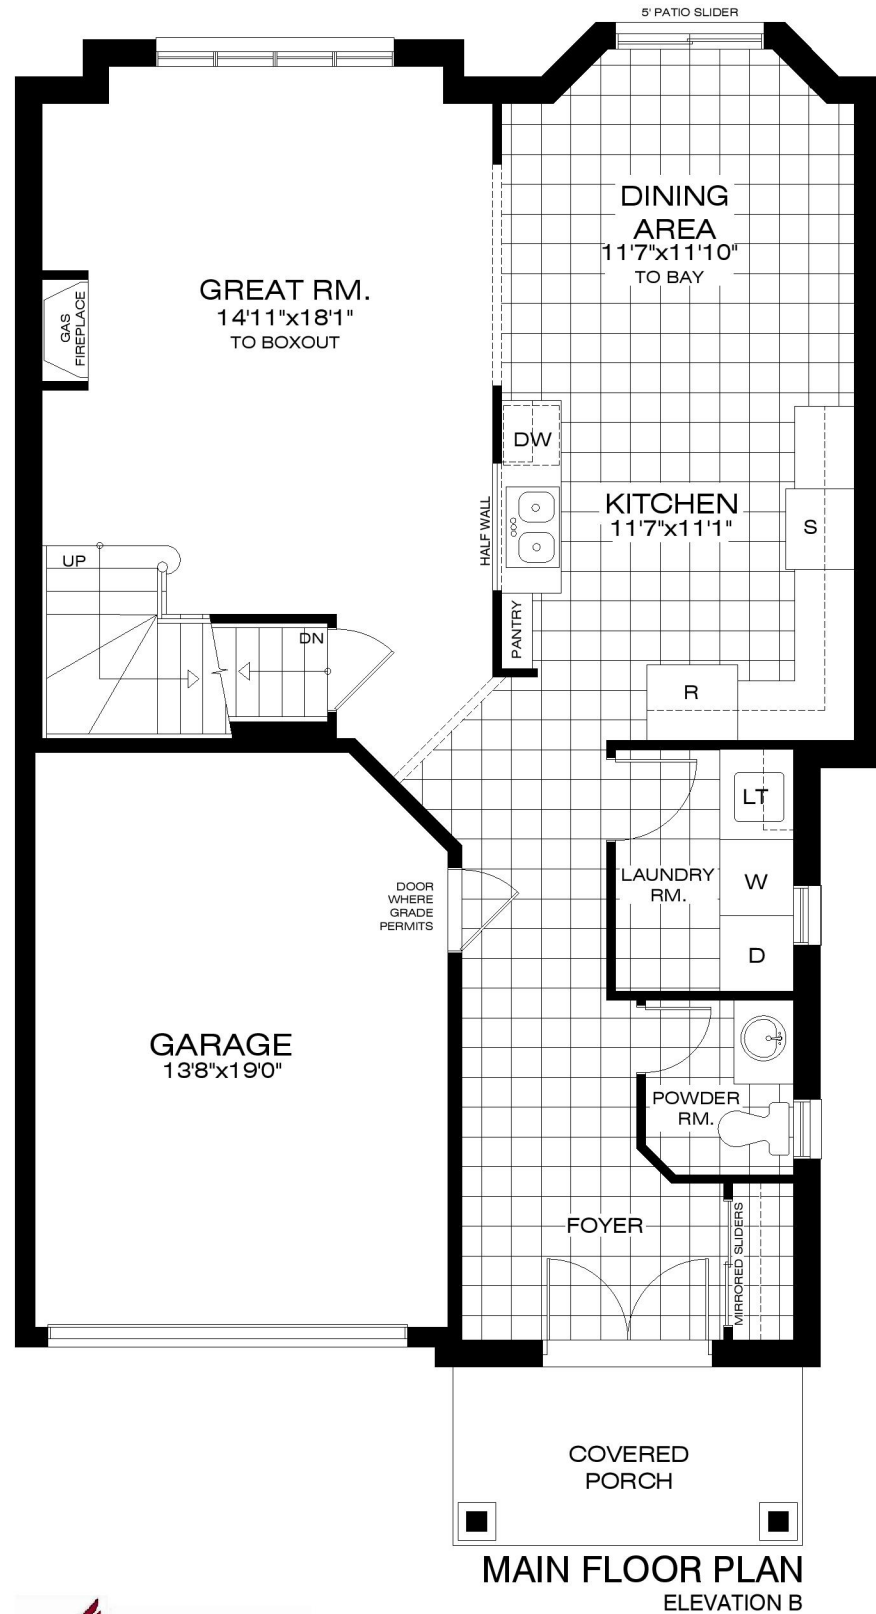 5' PATIO SLIDER
DINING
AREA
11'7"x11'10"
TO BAY
GREAT RM.
14'11"x18'1"
TO BOXOUT
GAS
FIREPLACE
DW
KITCHEN
11'7"x11'1"
S
HALF WALL
UP
PANTRY
DN
R
LT
DOOR
WHERE
GRADE
PERMITS
LAUNDRY
RM.
W
D
GARAGE
13'8"x19'0"
POWDER
RM.
FOYER
MIRRORED SLIDERS
COVERED
PORCH
MAIN FLOOR PLAN
ELEVATION B